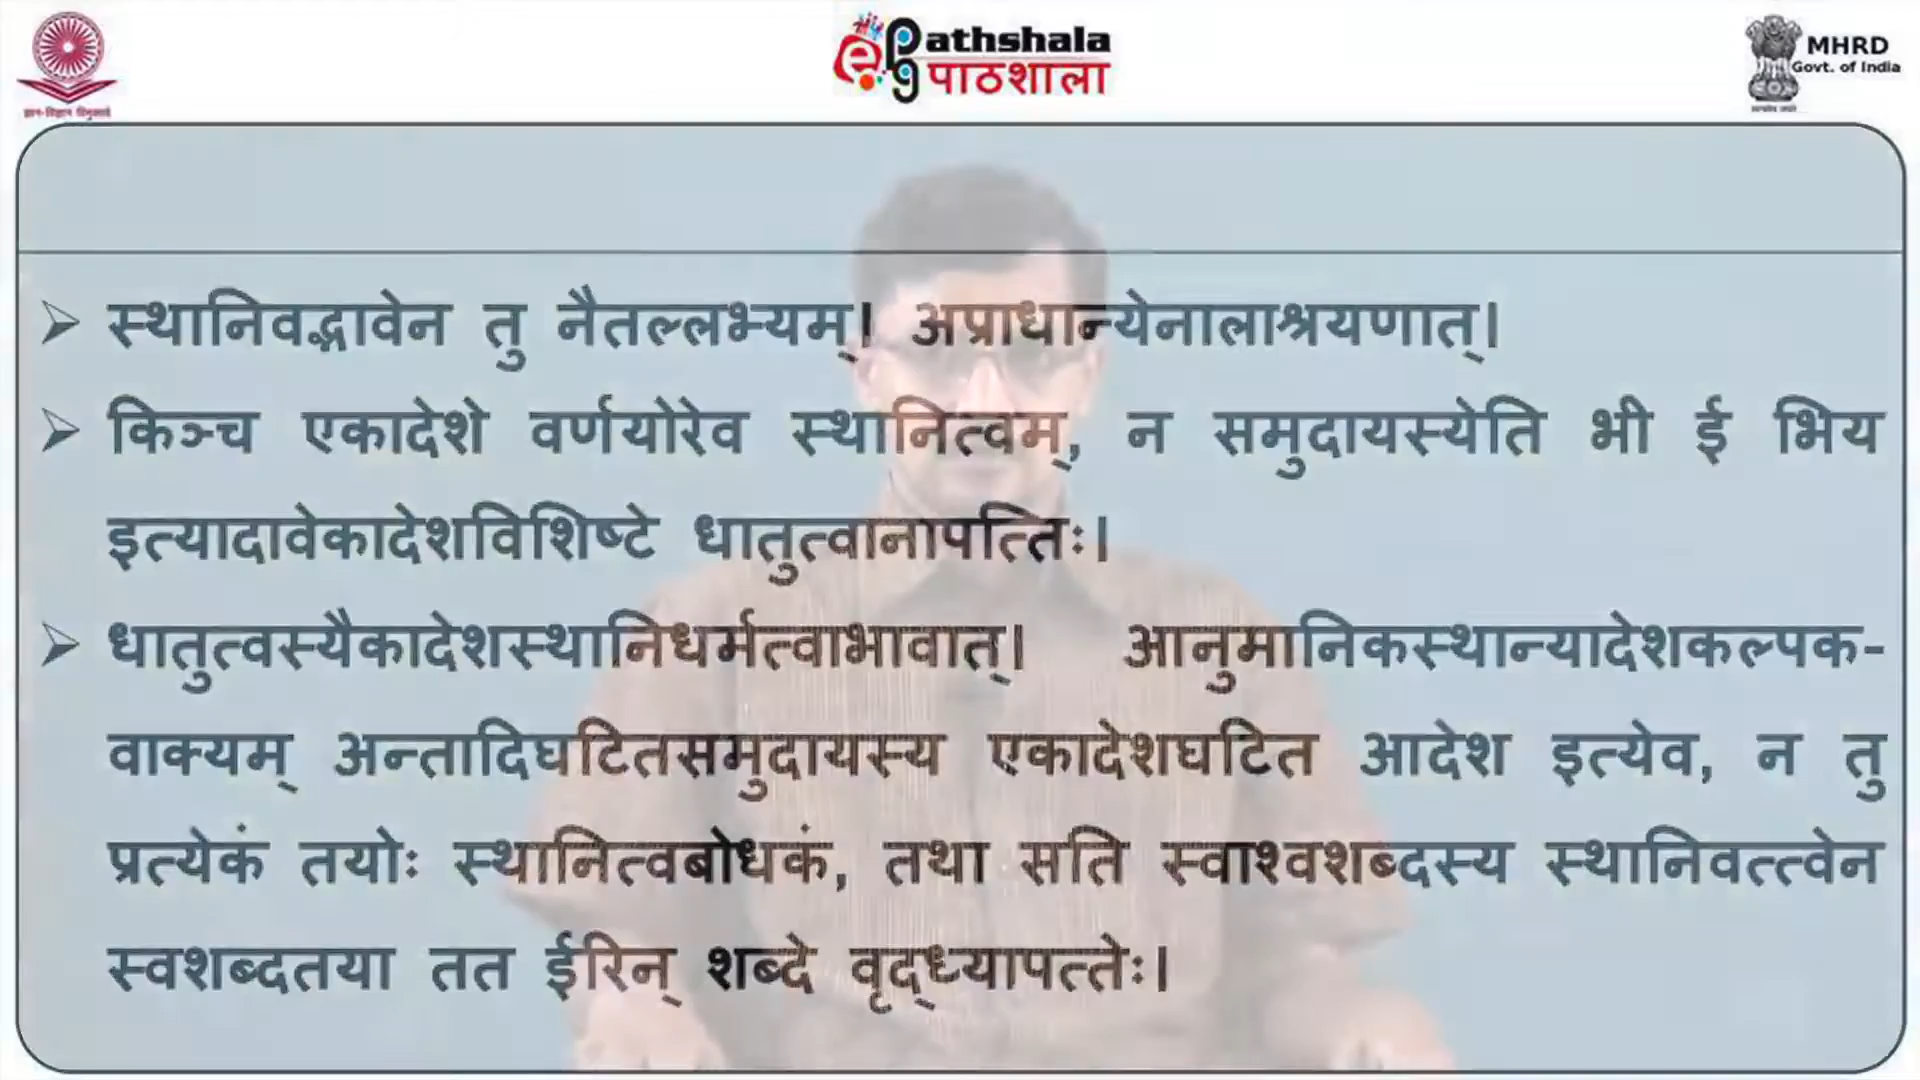 ज्ञान-विज्ञान विमुक्तये
ePG Pathshala
पाठशाला
MHRD
Govt. of India
स्थानिवद्भावेन तु नैतल्लभ्यम्। अप्राधान्येनालाश्रयणात्।
किञ्च एकादेशे वर्णयोरेव स्थानित्वम्, न समुदायस्येति भी ई भिय
इत्यादावेकादेशविशिष्टे धातुत्वानापत्तिः।
धातुत्वस्यैकादेशस्थानिधर्मत्वाभावात्। आनुमानिकस्थान्यादेशकल्पक-
वाक्यम् अन्तादिघटितसमुदायस्य एकादेशघटित आदेश इत्येव, न तु
प्रत्येकं तयोः स्थानित्वबोधकं, तथा सति स्वाश्वशब्दस्य स्थानिवत्त्वेन
स्वशब्दतया तत ईरिन् शब्दे वृद्ध्यापत्तेः।